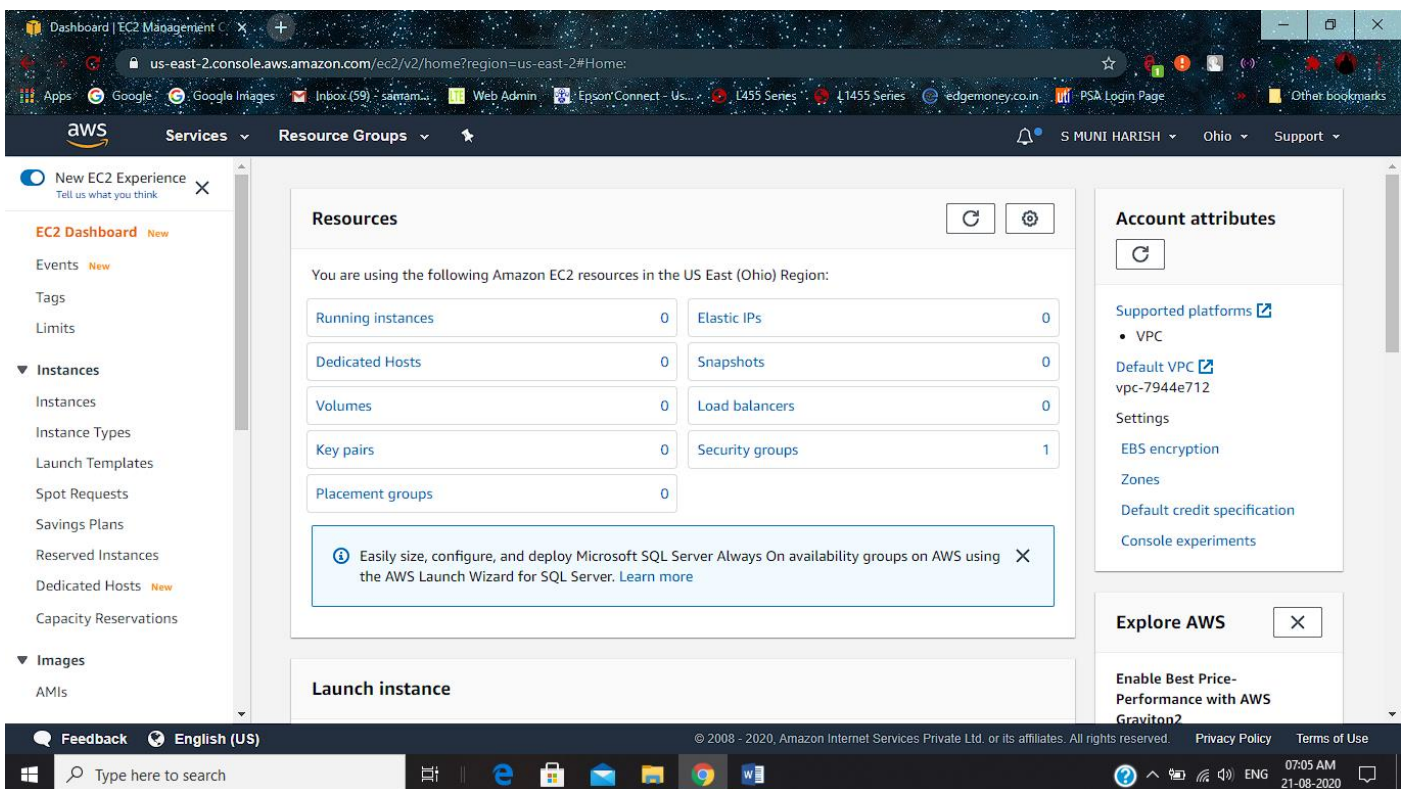 Dashboard | EC2 Management C
us-east-2.console.aws.amazon.com/ec2/v2/home?region=us-east-2#Home:
Apps Google Google Images Inbox (59) - Web Admin Epson Connect - Us... L455 Series L1455 Series edgemoney.co.in PSA Login Page Other bookmarks
aws Services Resource Groups S MUNI HARISH Ohio Support
New EC2 Experience
Tell us what you think
EC2 Dashboard New
Events New
Tags
Limits
Instances
Instances
Instance Types
Launch Templates
Spot Requests
Savings Plans
Reserved Instances
Dedicated Hosts New
Capacity Reservations
Images
AMIs
Resources
You are using the following Amazon EC2 resources in the US East (Ohio) Region:
Running instances 0 Elastic IPs 0
Dedicated Hosts 0 Snapshots 0
Volumes 0 Load balancers 0
Key pairs 0 Security groups 1
Placement groups 0
Easily size, configure, and deploy Microsoft SQL Server Always On availability groups on AWS using
the AWS Launch Wizard for SQL Server. Learn more
Launch instance
Account attributes
Supported platforms
• VPC
Default VPC
vpc-7944e712
Settings
EBS encryption
Zones
Default credit specification
Console experiments
Explore AWS
Enable Best Price-
Performance with AWS
Graviton2
Feedback English (US) © 2008 - 2020, Amazon Internet Services Private Ltd. or its affiliates. All rights reserved. Privacy Policy Terms of Use
Type here to search ENG 07:05 AM
21-08-2020